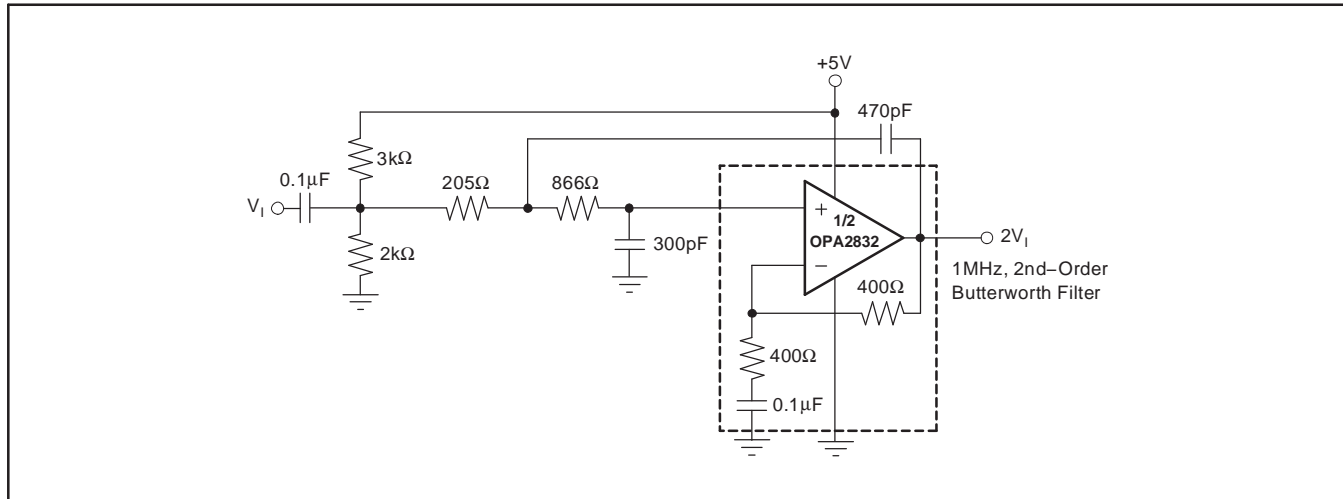 +5V
470pF
3kΩ
0.1μF
205Ω
866Ω
V_I
+
1/2
OPA2832
−
2V_I
300pF
2kΩ
1MHz, 2nd−Order
Butterworth Filter
400Ω
400Ω
0.1μF